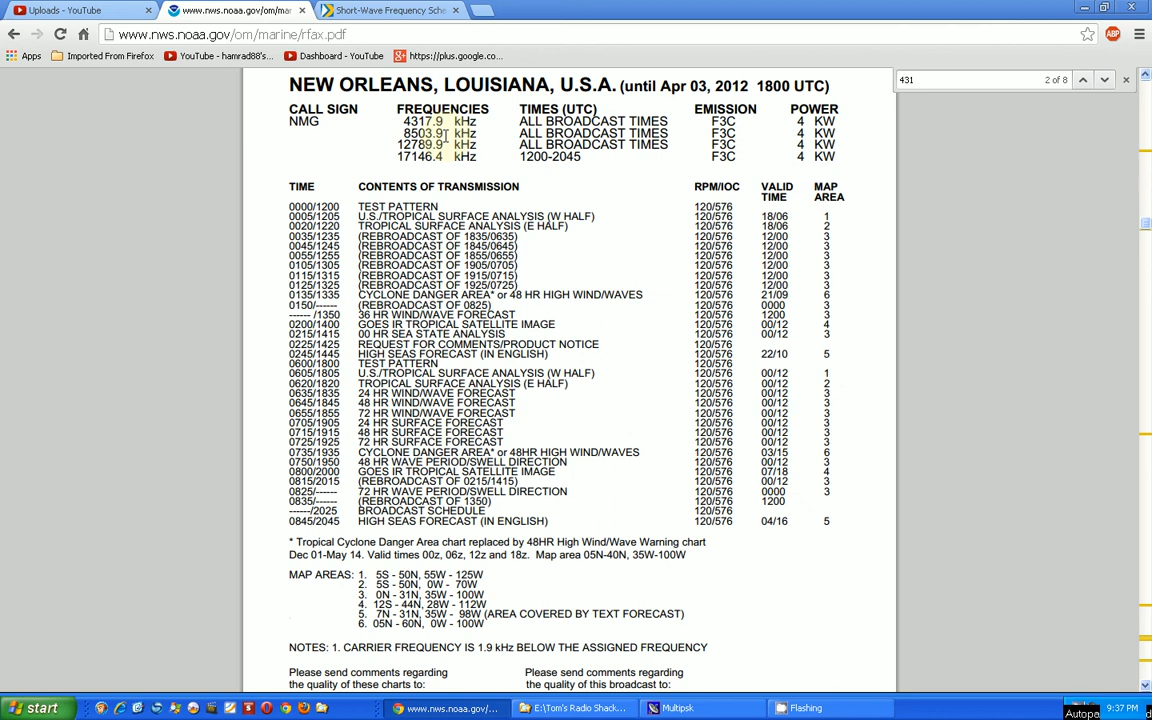 Uploads - YouTube
www.nws.noaa.gov/om/mar
Short-Wave Frequency Sch
www.nws.noaa.gov/om/marine/rfax.pdf
ABP
Apps Imported From Firefox YouTube - hamrad88's... Dashboard - YouTube https://plus.google.co...
431 2 of 8
NEW ORLEANS, LOUISIANA, U.S.A. (until Apr 03, 2012 1800 UTC)
CALL SIGN FREQUENCIES TIMES (UTC) EMISSION POWER
NMG 4317.9 kHz ALL BROADCAST TIMES F3C 4 KW
8503.9 kHz ALL BROADCAST TIMES F3C 4 KW
12789.9 kHz ALL BROADCAST TIMES F3C 4 KW
17146.4 kHz 1200-2045 F3C 4 KW
TIME CONTENTS OF TRANSMISSION RPM/IOC VALID TIME MAP AREA
0000/1200 TEST PATTERN 120/576
0005/1205 U.S./TROPICAL SURFACE ANALYSIS (W HALF) 120/576 18/06 1
0020/1220 TROPICAL SURFACE ANALYSIS (E HALF) 120/576 18/06 2
0035/1235 (REBROADCAST OF 1835/0635) 120/576 12/00 3
0045/1245 (REBROADCAST OF 1845/0645) 120/576 12/00 3
0055/1255 (REBROADCAST OF 1855/0655) 120/576 12/00 3
0105/1305 (REBROADCAST OF 1905/0705) 120/576 12/00 3
0115/1315 (REBROADCAST OF 1915/0715) 120/576 12/00 3
0125/1325 (REBROADCAST OF 1925/0725) 120/576 12/00 3
0135/1335 CYCLONE DANGER AREA* or 48 HR HIGH WIND/WAVES 120/576 21/09 6
0150/------ (REBROADCAST OF 0825) 120/576 0000 3
------ /1350 36 HR WIND/WAVE FORECAST 120/576 1200 3
0200/1400 GOES IR TROPICAL SATELLITE IMAGE 120/576 00/12 4
0215/1415 00 HR SEA STATE ANALYSIS 120/576 00/12 3
0225/1425 REQUEST FOR COMMENTS/PRODUCT NOTICE 120/576
0245/1445 HIGH SEAS FORECAST (IN ENGLISH) 120/576 22/10 5
0600/1800 TEST PATTERN 120/576
0605/1805 U.S./TROPICAL SURFACE ANALYSIS (W HALF) 120/576 00/12 1
0620/1820 TROPICAL SURFACE ANALYSIS (E HALF) 120/576 00/12 2
0635/1835 24 HR WIND/WAVE FORECAST 120/576 00/12 3
0645/1845 48 HR WIND/WAVE FORECAST 120/576 00/12 3
0655/1855 72 HR WIND/WAVE FORECAST 120/576 00/12 3
0705/1905 24 HR SURFACE FORECAST 120/576 00/12 3
0715/1915 48 HR SURFACE FORECAST 120/576 00/12 3
0725/1925 72 HR SURFACE FORECAST 120/576 00/12 3
0735/1935 CYCLONE DANGER AREA* or 48HR HIGH WIND/WAVES 120/576 03/15 6
0750/1950 48 HR WAVE PERIOD/SWELL DIRECTION 120/576 00/12 3
0800/2000 GOES IR TROPICAL SATELLITE IMAGE 120/576 07/18 4
0815/2015 (REBROADCAST OF 0215/1415) 120/576 00/12 3
0825/------ 72 HR WAVE PERIOD/SWELL DIRECTION 120/576 0000 3
0835/------ (REBROADCAST OF 1350) 120/576 1200
------/2025 BROADCAST SCHEDULE 120/576
0845/2045 HIGH SEAS FORECAST (IN ENGLISH) 120/576 04/16 5
* Tropical Cyclone Danger Area chart replaced by 48HR High Wind/Wave Warning chart
Dec 01-May 14. Valid times 00z, 06z, 12z and 18z. Map area 05N-40N, 35W-100W
MAP AREAS: 1. 5S - 50N, 55W - 125W
2. 5S - 50N, 0W - 70W
3. 0N - 31N, 35W - 100W
4. 12S - 44N, 28W - 112W
5. 7N - 31N, 35W - 98W (AREA COVERED BY TEXT FORECAST)
6. 05N - 60N, 0W - 100W
NOTES: 1. CARRIER FREQUENCY IS 1.9 kHz BELOW THE ASSIGNED FREQUENCY
Please send comments regarding Please send comments regarding
the quality of these charts to: the quality of this broadcast to:
start www.nws.noaa.gov/... E:\Tom's Radio Shack... Multipsk Flashing 9:37 PM
Autopa